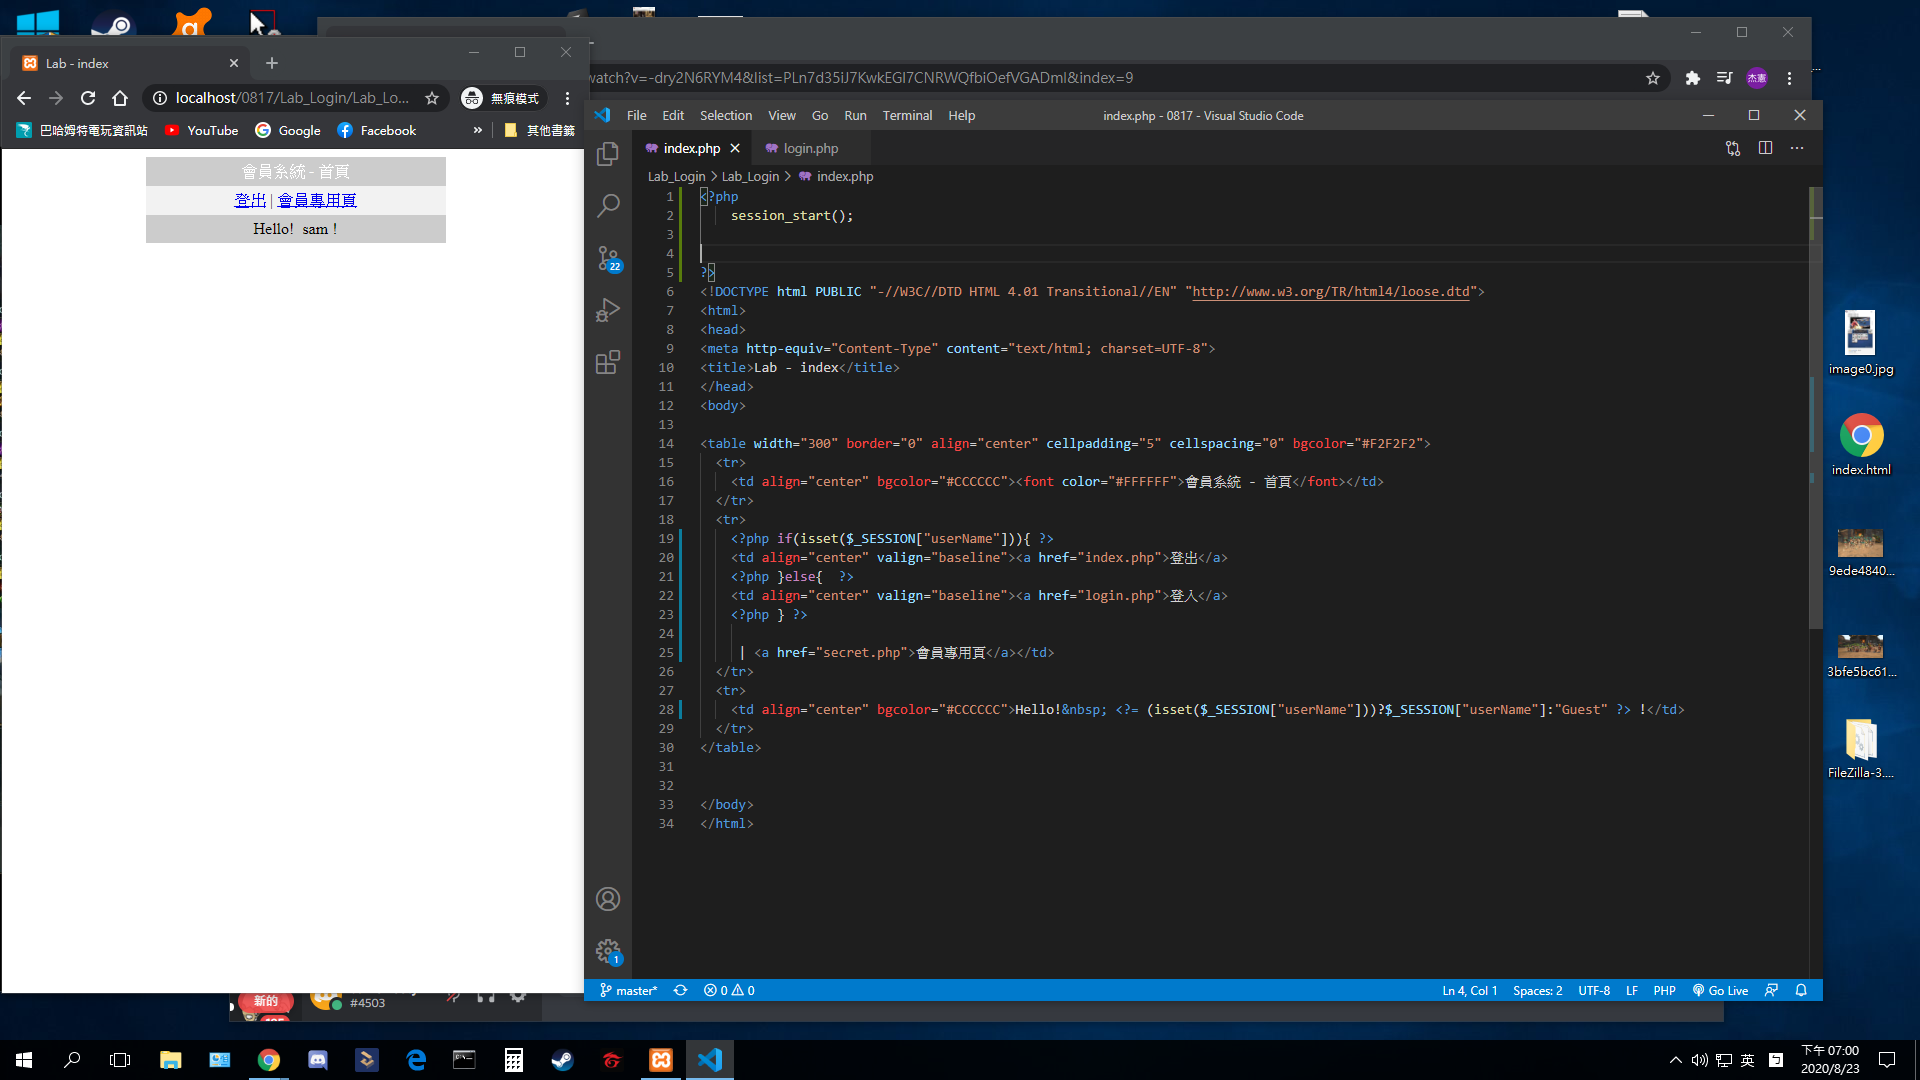 Lab - index
localhost/0817/Lab_Login/Lab_Lo...
無痕模式
巴哈姆特電玩資訊站
YouTube
Google
Facebook
»
其他書籤
會員系統 - 首頁
登出 | 會員專用頁
Hello!  sam !
watch?v=-dry2N6RYM4&list=PLn7d35iJ7KwkEGl7CNRWQfbiOefVGADmI&index=9
杰憲
File Edit Selection View Go Run Terminal Help
index.php - 0817 - Visual Studio Code
index.php
login.php
Lab_Login > Lab_Login > index.php
22
1 <?php
2 session_start();
3
4
5 ?>
6 <!DOCTYPE html PUBLIC "-//W3C//DTD HTML 4.01 Transitional//EN" "http://www.w3.org/TR/html4/loose.dtd">
7 <html>
8 <head>
9 <meta http-equiv="Content-Type" content="text/html; charset=UTF-8">
10 <title>Lab - index</title>
11 </head>
12 <body>
13
14 <table width="300" border="0" align="center" cellpadding="5" cellspacing="0" bgcolor="#F2F2F2">
15 <tr>
16 <td align="center" bgcolor="#CCCCCC"><font color="#FFFFFF">會員系統 - 首頁</font></td>
17 </tr>
18 <tr>
19 <?php if(isset($_SESSION["userName"])){ ?>
20 <td align="center" valign="baseline"><a href="index.php">登出</a>
21 <?php }else{  ?>
22 <td align="center" valign="baseline"><a href="login.php">登入</a>
23 <?php } ?>
24
25 | <a href="secret.php">會員專用頁</a></td>
26 </tr>
27 <tr>
28 <td align="center" bgcolor="#CCCCCC">Hello!&nbsp; <?= (isset($_SESSION["userName"]))?$_SESSION["userName"]:"Guest" ?> !</td>
29 </tr>
30 </table>
31
32
33 </body>
34 </html>
1
master*
0 0
Ln 4, Col 1
Spaces: 2
UTF-8
LF
PHP
Go Live
image0.jpg
index.html
9ede4840...
3bfe5bc61...
FileZilla-3....
新的
#4503
英
下午 07:00
2020/8/23